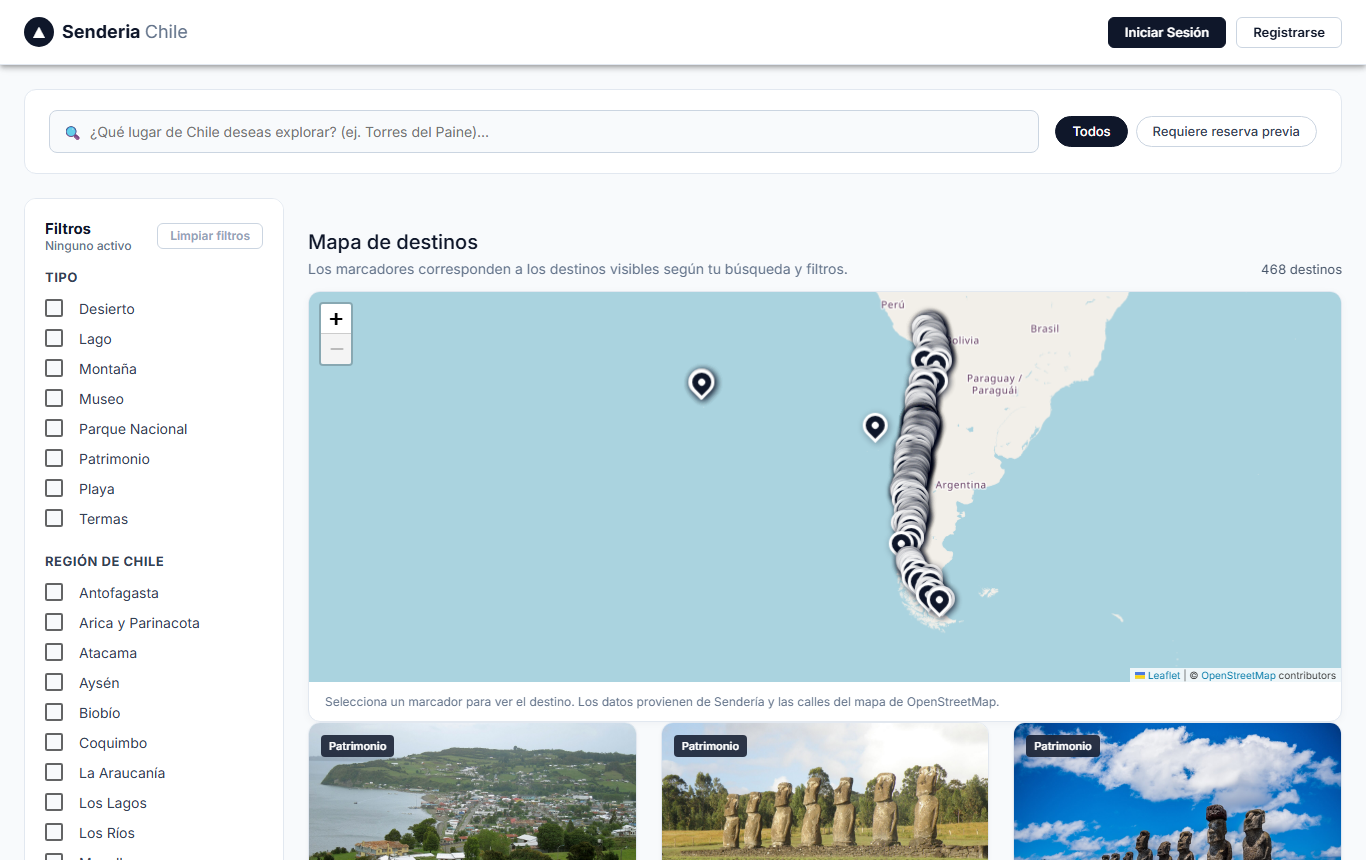 Senderia Chile
Iniciar Sesión
Registrarse
¿Qué lugar de Chile deseas explorar? (ej. Torres del Paine)...
Todos
Requiere reserva previa
Filtros
Ninguno activo
Limpiar filtros
TIPO
Desierto
Lago
Montaña
Museo
Parque Nacional
Patrimonio
Playa
Termas
REGIÓN DE CHILE
Antofagasta
Arica y Parinacota
Atacama
Aysén
Biobío
Coquimbo
La Araucanía
Los Lagos
Los Ríos
Mapa de destinos
Los marcadores corresponden a los destinos visibles según tu búsqueda y filtros.
468 destinos
+
−
Perú
Brasil
olivia
Paraguay /
Paraguái
Argentina
Leaflet | © OpenStreetMap contributors
Selecciona un marcador para ver el destino. Los datos provienen de Sendería y las calles del mapa de OpenStreetMap.
Patrimonio
Patrimonio
Patrimonio